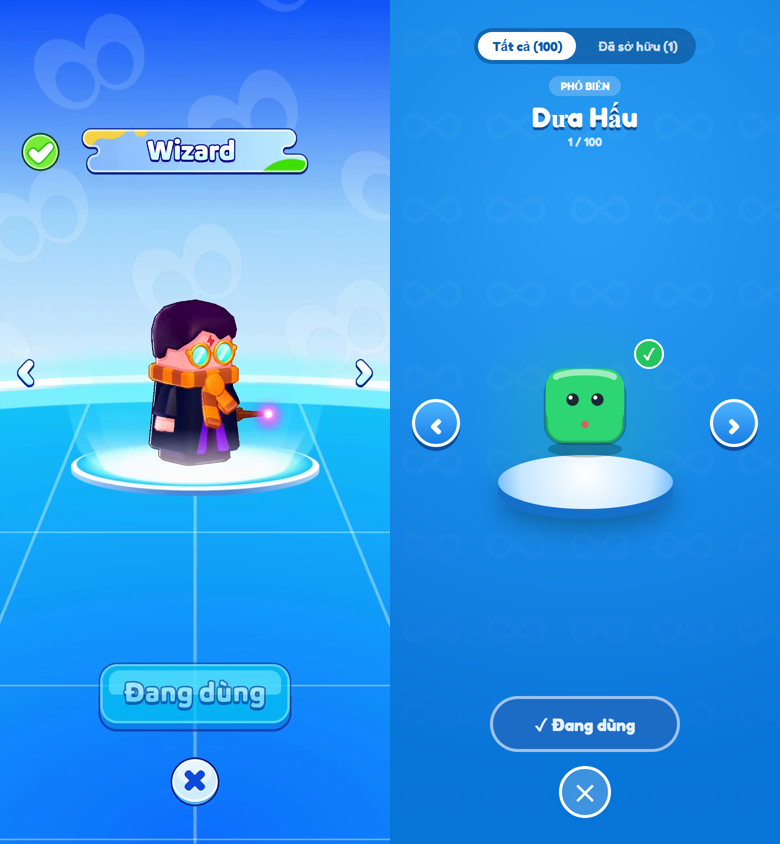 Wizard
Đang dùng
Tất cả (100)
Đã sở hữu (1)
PHỔ BIẾN
Dưa Hấu
1 / 100
✓ Đang dùng